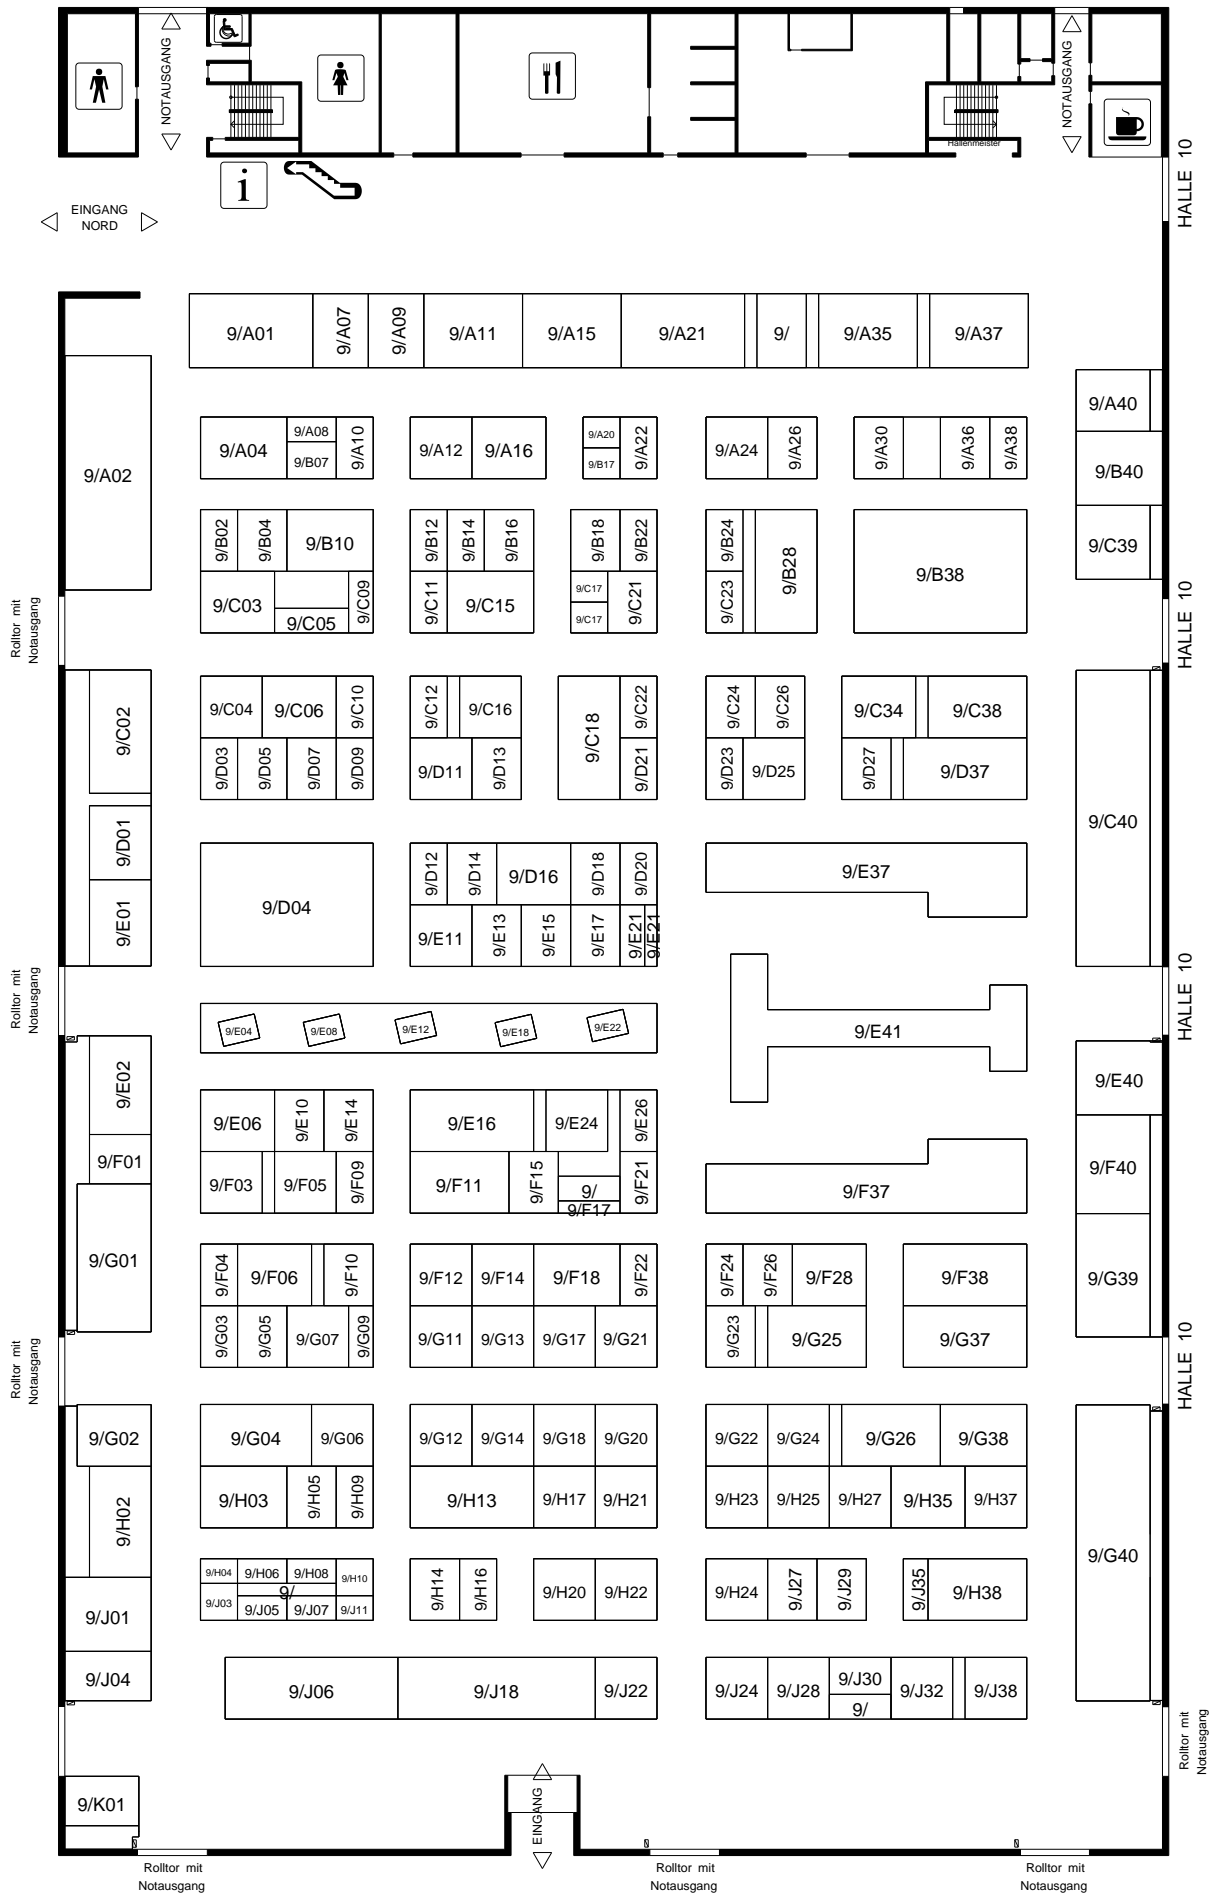 NOTAUSGANG
NOTAUSGANG
Hallenmeister
i
EINGANG
NORD
HALLE 10
9/A01
9/A07
9/A09
9/A11
9/A15
9/A21
9/
9/A35
9/A37
9/A02
9/A04
9/A08
9/B07
9/A10
9/A12
9/A16
9/A20
9/B17
9/A22
9/A24
9/A26
9/A30
9/A36
9/A38
9/A40
9/B40
9/C39
9/B02
9/B04
9/B10
9/B12
9/B14
9/B16
9/B18
9/B22
9/B24
9/B28
9/B38
9/C03
9/C05
9/C09
9/C11
9/C15
9/C17
9/C17
9/C21
9/C23
Rolltor mit
Notausgang
HALLE 10
9/C02
9/C04
9/C06
9/C10
9/C12
9/C16
9/C18
9/C22
9/C24
9/C26
9/C34
9/C38
9/D03
9/D05
9/D07
9/D09
9/D11
9/D13
9/D21
9/D23
9/D25
9/D27
9/D37
9/C40
9/D01
9/E01
9/D04
9/D12
9/D14
9/D16
9/D18
9/D20
9/E37
9/E11
9/E13
9/E15
9/E17
9/E21
9/E21
Rolltor mit
Notausgang
HALLE 10
9/E04
9/E08
9/E12
9/E18
9/E22
9/E41
9/E02
9/F01
9/G01
9/E06
9/E10
9/E14
9/E16
9/E24
9/E26
9/E40
9/F03
9/F05
9/F09
9/F11
9/F15
9/
9/F17
9/F21
9/F37
9/F40
9/G39
9/F04
9/F06
9/F10
9/F12
9/F14
9/F18
9/F22
9/F24
9/F26
9/F28
9/F38
9/G03
9/G05
9/G07
9/G09
9/G11
9/G13
9/G17
9/G21
9/G23
9/G25
9/G37
Rolltor mit
Notausgang
HALLE 10
9/G02
9/H02
9/G04
9/G06
9/G12
9/G14
9/G18
9/G20
9/G22
9/G24
9/G26
9/G38
9/H03
9/H05
9/H09
9/H13
9/H17
9/H21
9/H23
9/H25
9/H27
9/H35
9/H37
9/G40
9/H04
9/H06
9/H08
9/H10
9/
9/J03
9/J05
9/J07
9/J11
9/H14
9/H16
9/H20
9/H22
9/H24
9/J27
9/J29
9/J35
9/H38
9/J01
9/J04
9/J06
9/J18
9/J22
9/J24
9/J28
9/J30
9/
9/J32
9/J38
Rolltor mit
Notausgang
9/K01
EINGANG
Rolltor mit
Notausgang
Rolltor mit
Notausgang
Rolltor mit
Notausgang